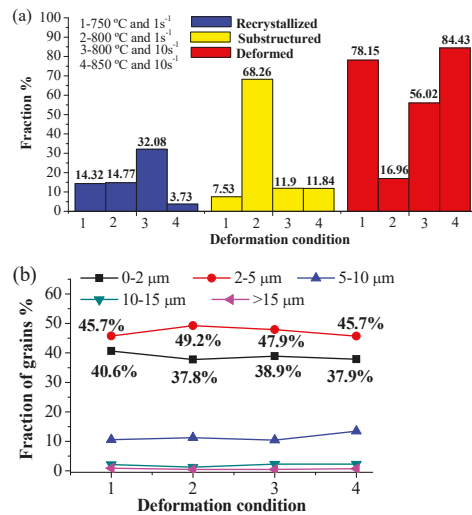 (a)
1-750 ºC and 1s⁻¹
2-800 ºC and 1s⁻¹
3-800 ºC and 10s⁻¹
4-850 ºC and 10s⁻¹
Recrystallized
Substructured
Deformed
Fraction %
100
90
80
70
60
50
40
30
20
10
0
14.32
14.77
32.08
3.73
7.53
68.26
11.9
11.84
78.15
16.96
56.02
84.43
1 2 3 4 1 2 3 4 1 2 3 4
Deformation condition
(b)
0-2 μm
2-5 μm
5-10 μm
10-15 μm
>15 μm
Fraction of grains %
60
50
40
30
20
10
0
45.7%
49.2%
47.9%
45.7%
40.6%
37.8%
38.9%
37.9%
1 2 3 4
Deformation condition